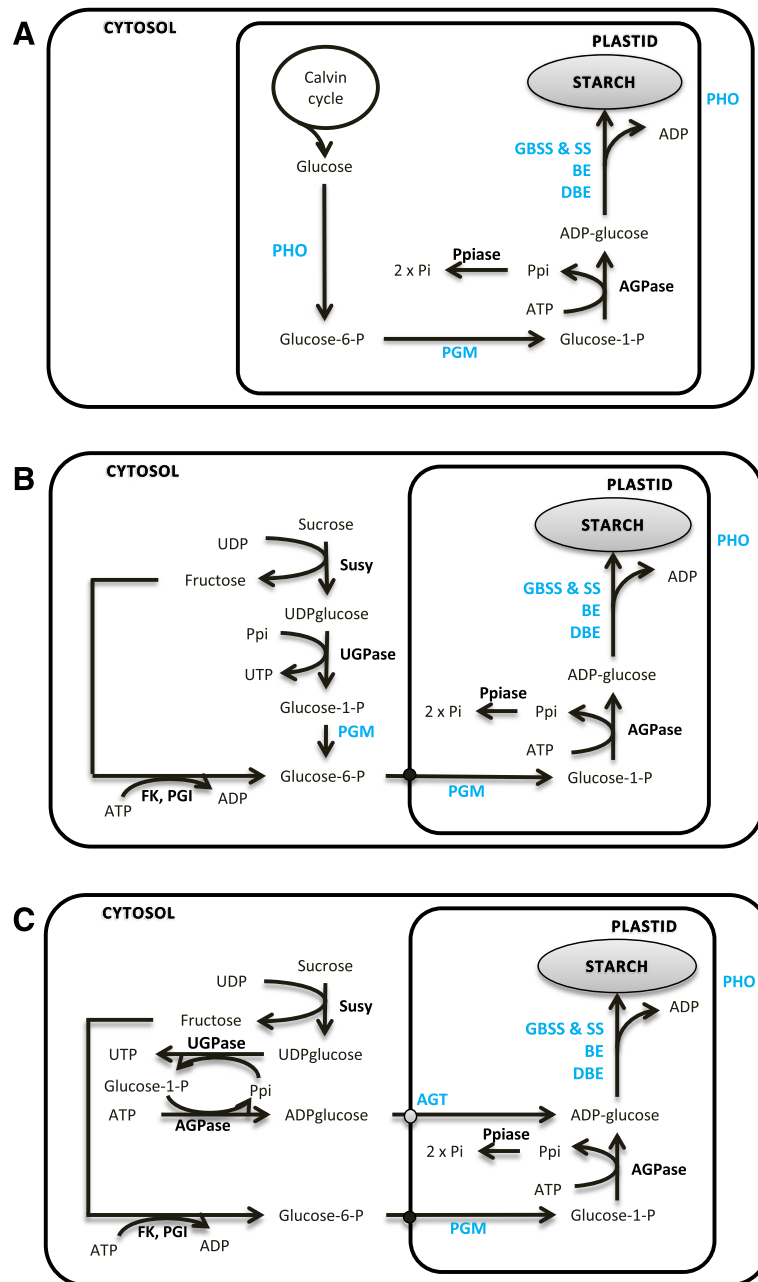 A
CYTOSOL
PLASTID
Calvin
cycle
STARCH
PHO
ADP
GBSS & SS
BE
DBE
Glucose
ADP-glucose
PHO
Ppiase
2 x Pi
Ppi
AGPase
ATP
Glucose-6-P
PGM
Glucose-1-P
B
CYTOSOL
PLASTID
Sucrose
STARCH
UDP
PHO
Susy
Fructose
ADP
GBSS & SS
BE
DBE
UDPglucose
Ppi
UGPase
UTP
ADP-glucose
Glucose-1-P
Ppiase
2 x Pi
Ppi
PGM
AGPase
ATP
Glucose-6-P
PGM
Glucose-1-P
FK, PGI
ATP
ADP
C
CYTOSOL
PLASTID
Sucrose
STARCH
UDP
PHO
Susy
Fructose
ADP
GBSS & SS
BE
DBE
UGPase
UTP
UDPglucose
Glucose-1-P
Ppi
AGT
ATP
ADPglucose
ADP-glucose
AGPase
Ppiase
2 x Pi
Ppi
AGPase
ATP
Glucose-6-P
PGM
Glucose-1-P
FK, PGI
ATP
ADP